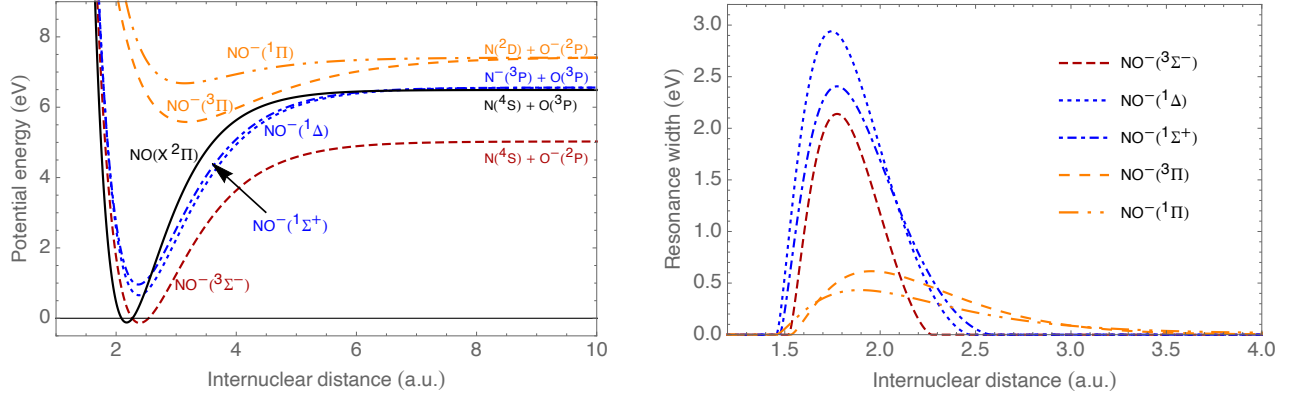 Potential energy (eV)
8
6
4
2
0
2
4
6
8
10
Internuclear distance (a.u.)
NO⁻(¹Π)
NO⁻(³Π)
NO(X ²Π)
NO⁻(¹Δ)
NO⁻(¹Σ⁺)
NO⁻(³Σ⁻)
N(²D) + O⁻(²P)
N⁻(³P) + O(³P)
N(⁴S) + O(³P)
N(⁴S) + O⁻(²P)
Resonance width (eV)
3.0
2.5
2.0
1.5
1.0
0.5
0.0
1.5
2.0
2.5
3.0
3.5
4.0
Internuclear distance (a.u.)
NO⁻(³Σ⁻)
NO⁻(¹Δ)
NO⁻(¹Σ⁺)
NO⁻(³Π)
NO⁻(¹Π)